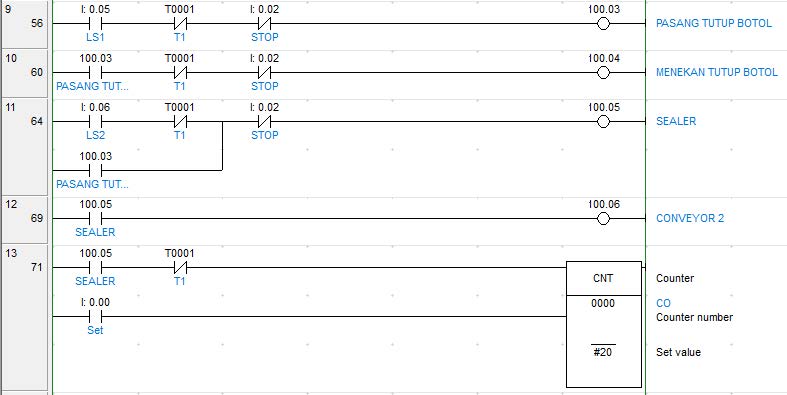 9 I: 0.05 T0001 I: 0.02 100.03
56 PASANG TUTUP BOTOL
LS1 T1 STOP
10 100.03 T0001 I: 0.02 100.04
60 MENEKAN TUTUP BOTOL
PASANG TUT... T1 STOP
11 I: 0.06 T0001 I: 0.02 100.05
64 SEALER
LS2 T1 STOP
100.03
PASANG TUT...
12 100.05 100.06
69 CONVEYOR 2
SEALER
13 100.05 T0001
71 CNT Counter
SEALER T1
I: 0.00 0000 CO
Counter number
Set
#20 Set value